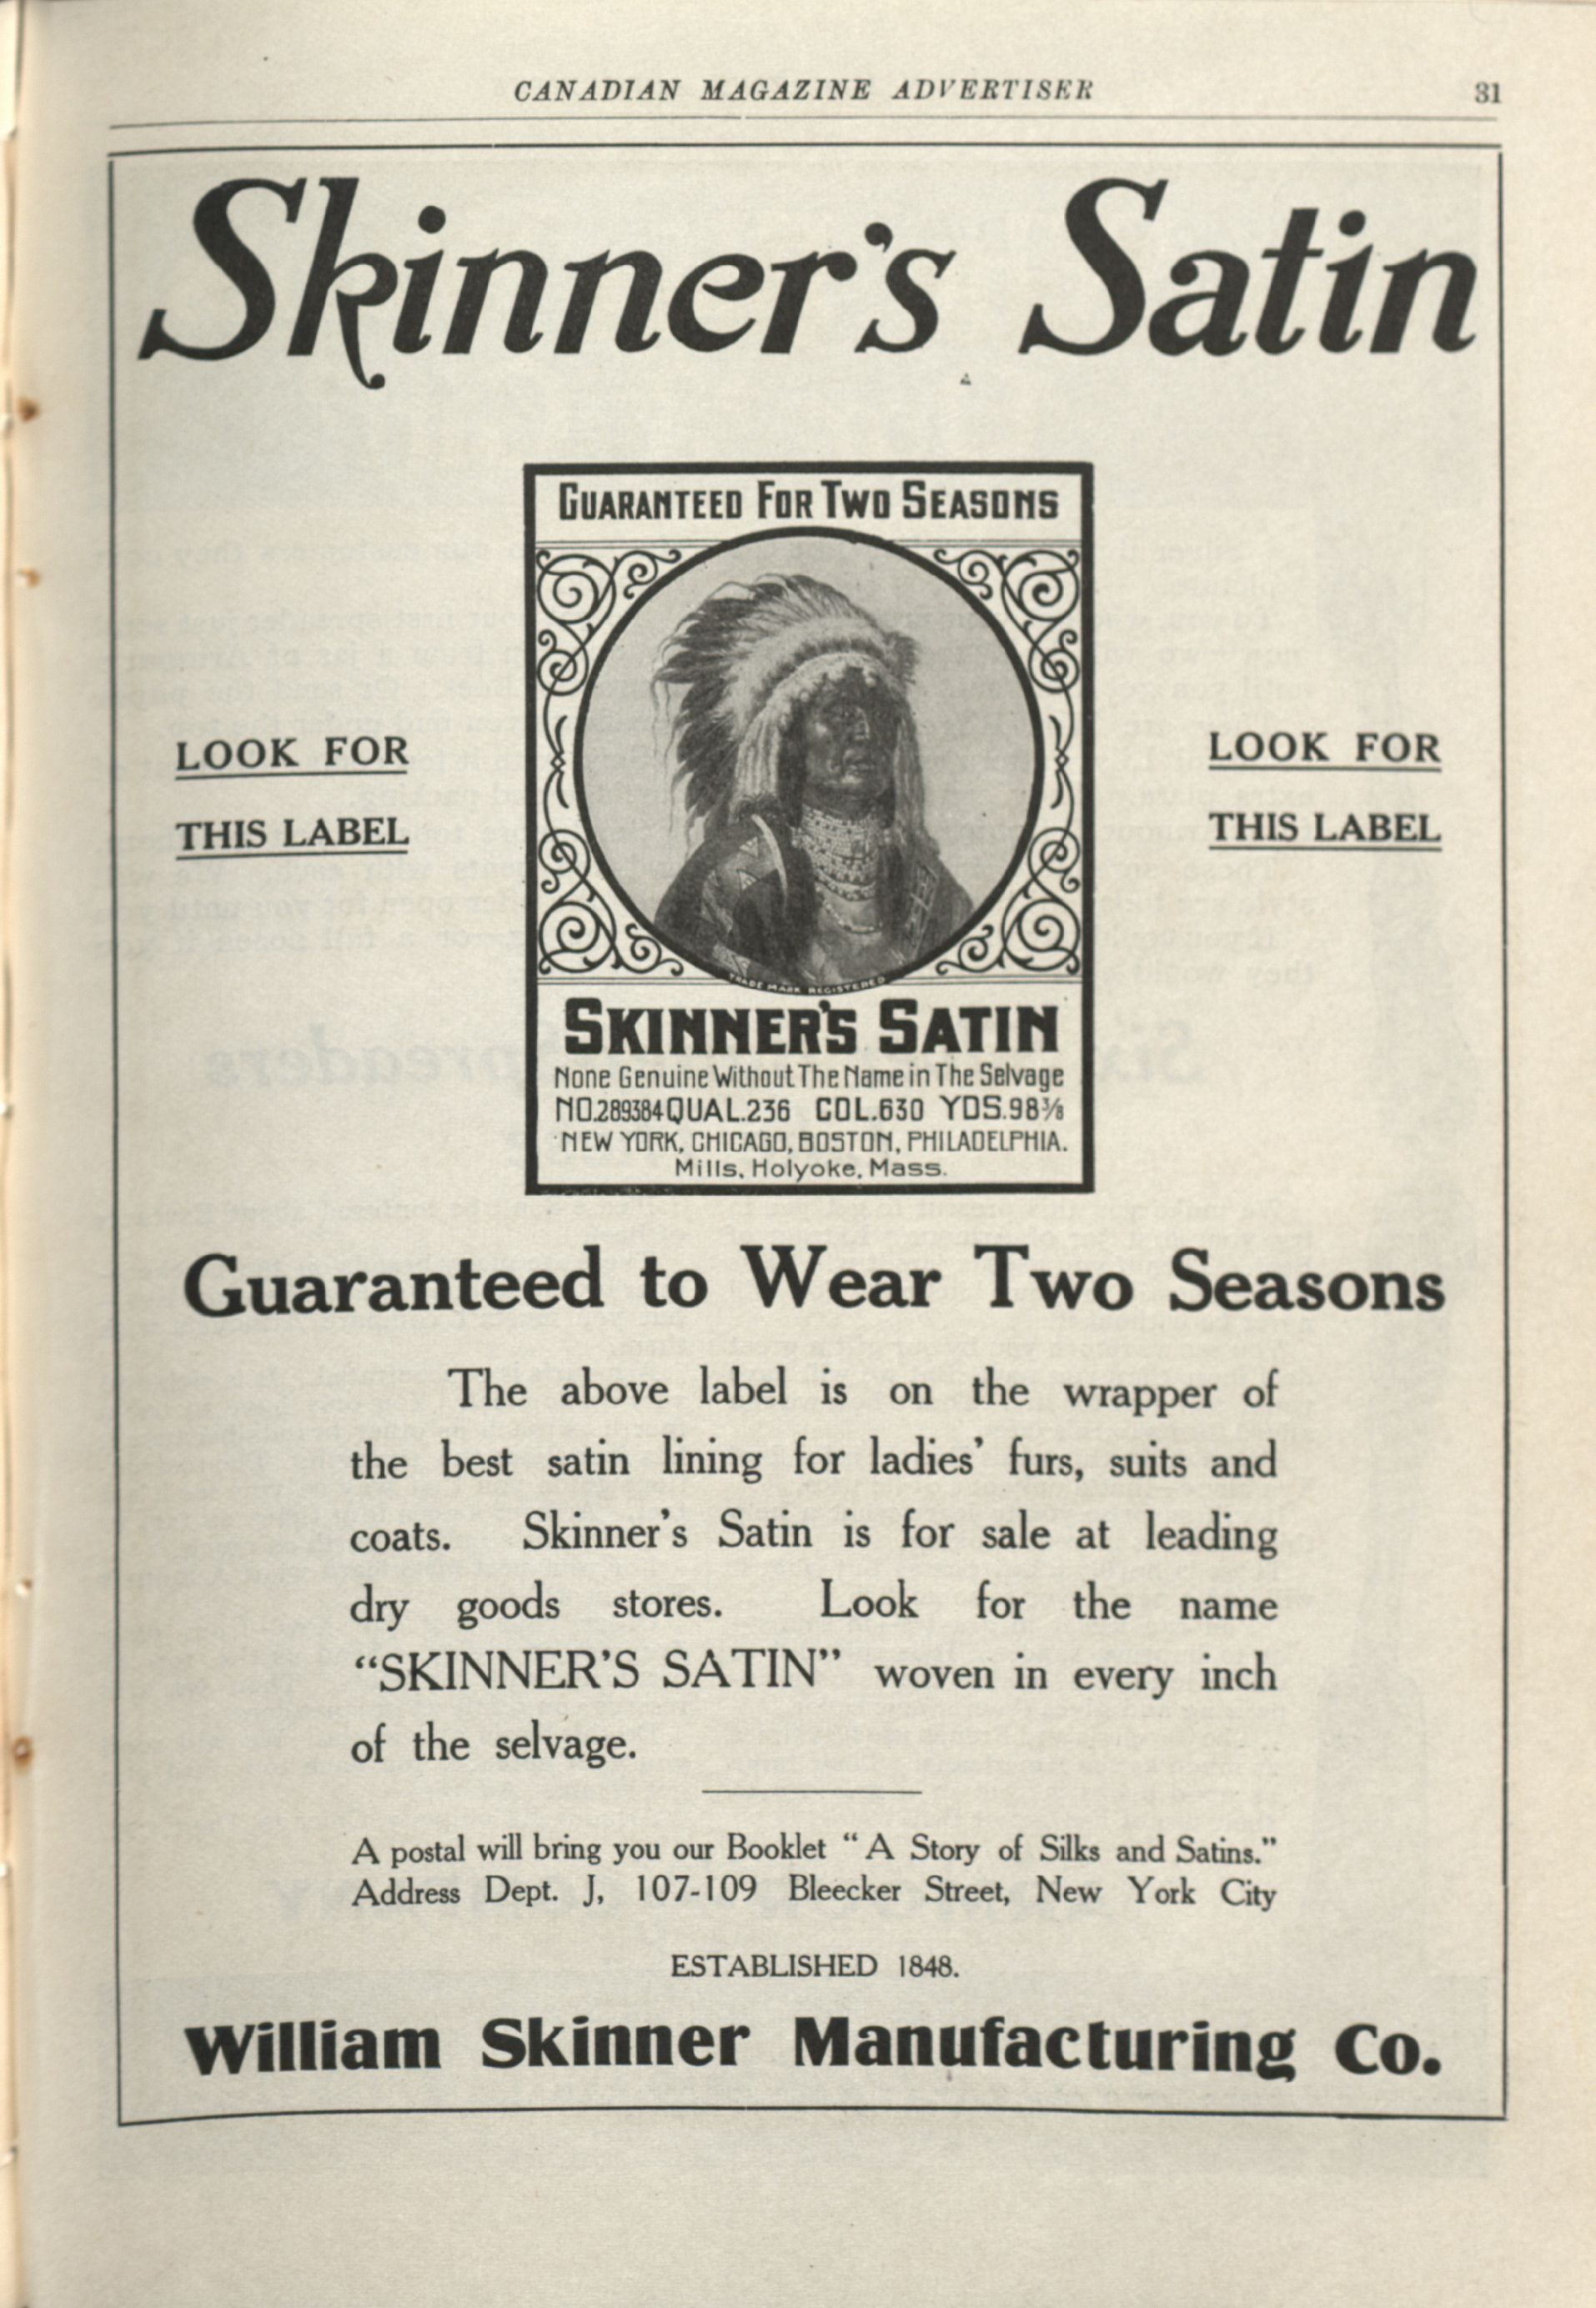 CANADIAN MAGAZINE ADVERTISER 31
Skinner's Satin
GUARANTEED FOR TWO SEASONS
LOOK FOR
THIS LABEL
LOOK FOR
THIS LABEL
TRADE MARK REGISTERED
SKINNER'S SATIN
None Genuine Without The Name in The Selvage
NO.289384 QUAL.236 COL.630 YDS.98⅜
NEW YORK, CHICAGO, BOSTON, PHILADELPHIA.
Mills, Holyoke, Mass.
Guaranteed to Wear Two Seasons
The above label is on the wrapper of
the best satin lining for ladies' furs, suits and
coats. Skinner's Satin is for sale at leading
dry goods stores. Look for the name
“SKINNER'S SATIN” woven in every inch
of the selvage.
A postal will bring you our Booklet “A Story of Silks and Satins.”
Address Dept. J, 107-109 Bleecker Street, New York City
ESTABLISHED 1848.
William Skinner Manufacturing Co.